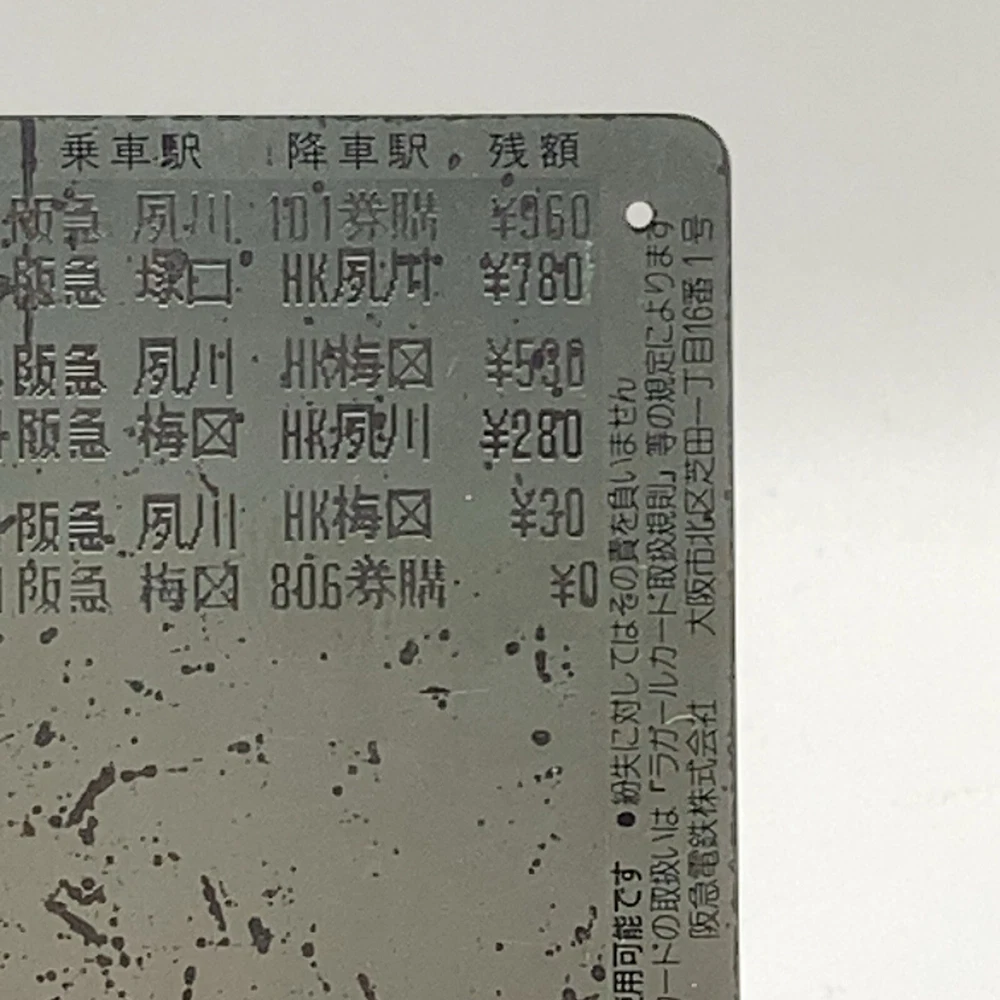 乗車駅 降車駅 残額
阪急 夙川 101券購 ¥960
阪急 塚口 HK夙川 ¥780
阪急 夙川 HK梅田 ¥530
阪急 梅田 HK夙川 ¥280
阪急 夙川 HK梅田 ¥30
阪急 梅田 806券購 ¥0
使用可能です ●紛失に対してはその責を負いません
カードの取扱いは「ラガールカード取扱規則」等の規定によります
阪急電鉄株式会社 大阪市北区芝田一丁目16番1号